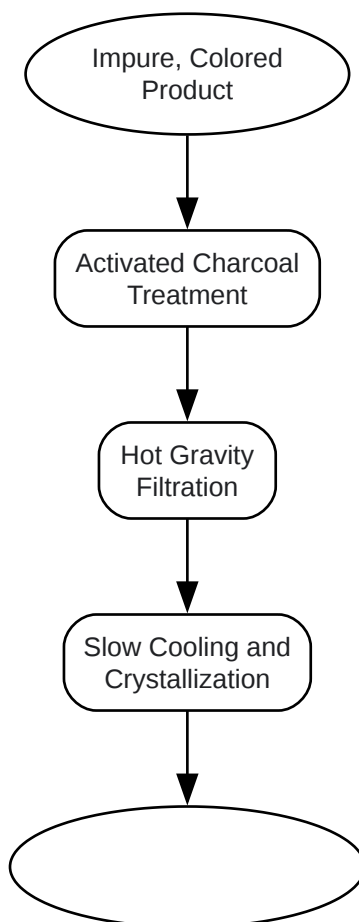 Impure, Colored
Product
Activated Charcoal
Treatment
Hot Gravity
Filtration
Slow Cooling and
Crystallization